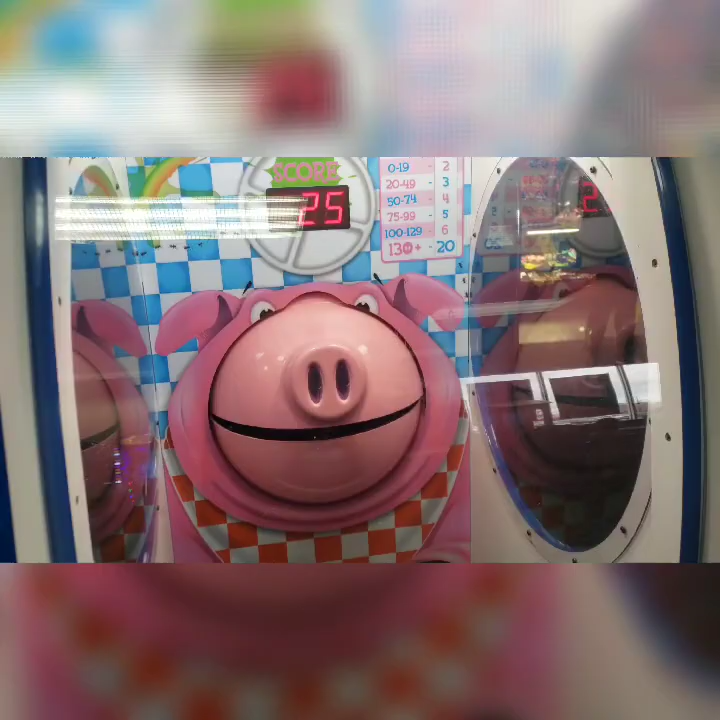 SCORE
25
0-19 2
20-49 - 3
50-74 - 4
75-99 - 5
100-129 6
130+ - 20